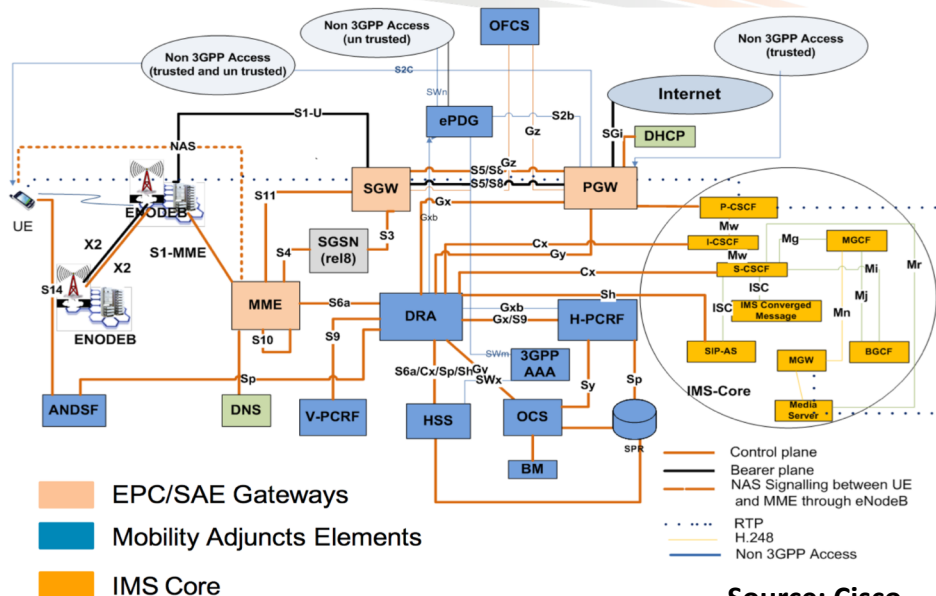 Non 3GPP Access
(un trusted)
OFCS
Non 3GPP Access
(trusted)
Non 3GPP Access
(trusted and un trusted)
S2C
SWn
Internet
S1-U
ePDG
S2b
SGi
DHCP
NAS
Gz
Gz
S5/S8
S5/S8
SGW
PGW
UE
ENODEB
S11
Gx
Gxb
P-CSCF
Mw
S3
SGSN
(rel8)
S4
Cx
Gy
I-CSCF
Mw
Mg
MGCF
Mr
X2
X2
S1-MME
Cx
S-CSCF
Mi
S14
MME
S6a
DRA
Sh
ISC
ISC
IMS Converged
Message
Mj
Mn
Gxb
Gx/S9
H-PCRF
ENODEB
S10
S9
SWm
3GPP
AAA
SIP-AS
MGW
BGCF
Sp
S6a/Cx/Sp/Sh
Gy
SWx
Sy
Sp
IMS-Core
ANDSF
DNS
V-PCRF
HSS
OCS
SPR
Media
Server
BM
Control plane
Bearer plane
NAS Signalling between UE
and MME through eNodeB
RTP
H.248
Non 3GPP Access
EPC/SAE Gateways
Mobility Adjuncts Elements
IMS Core
Source: Cisco